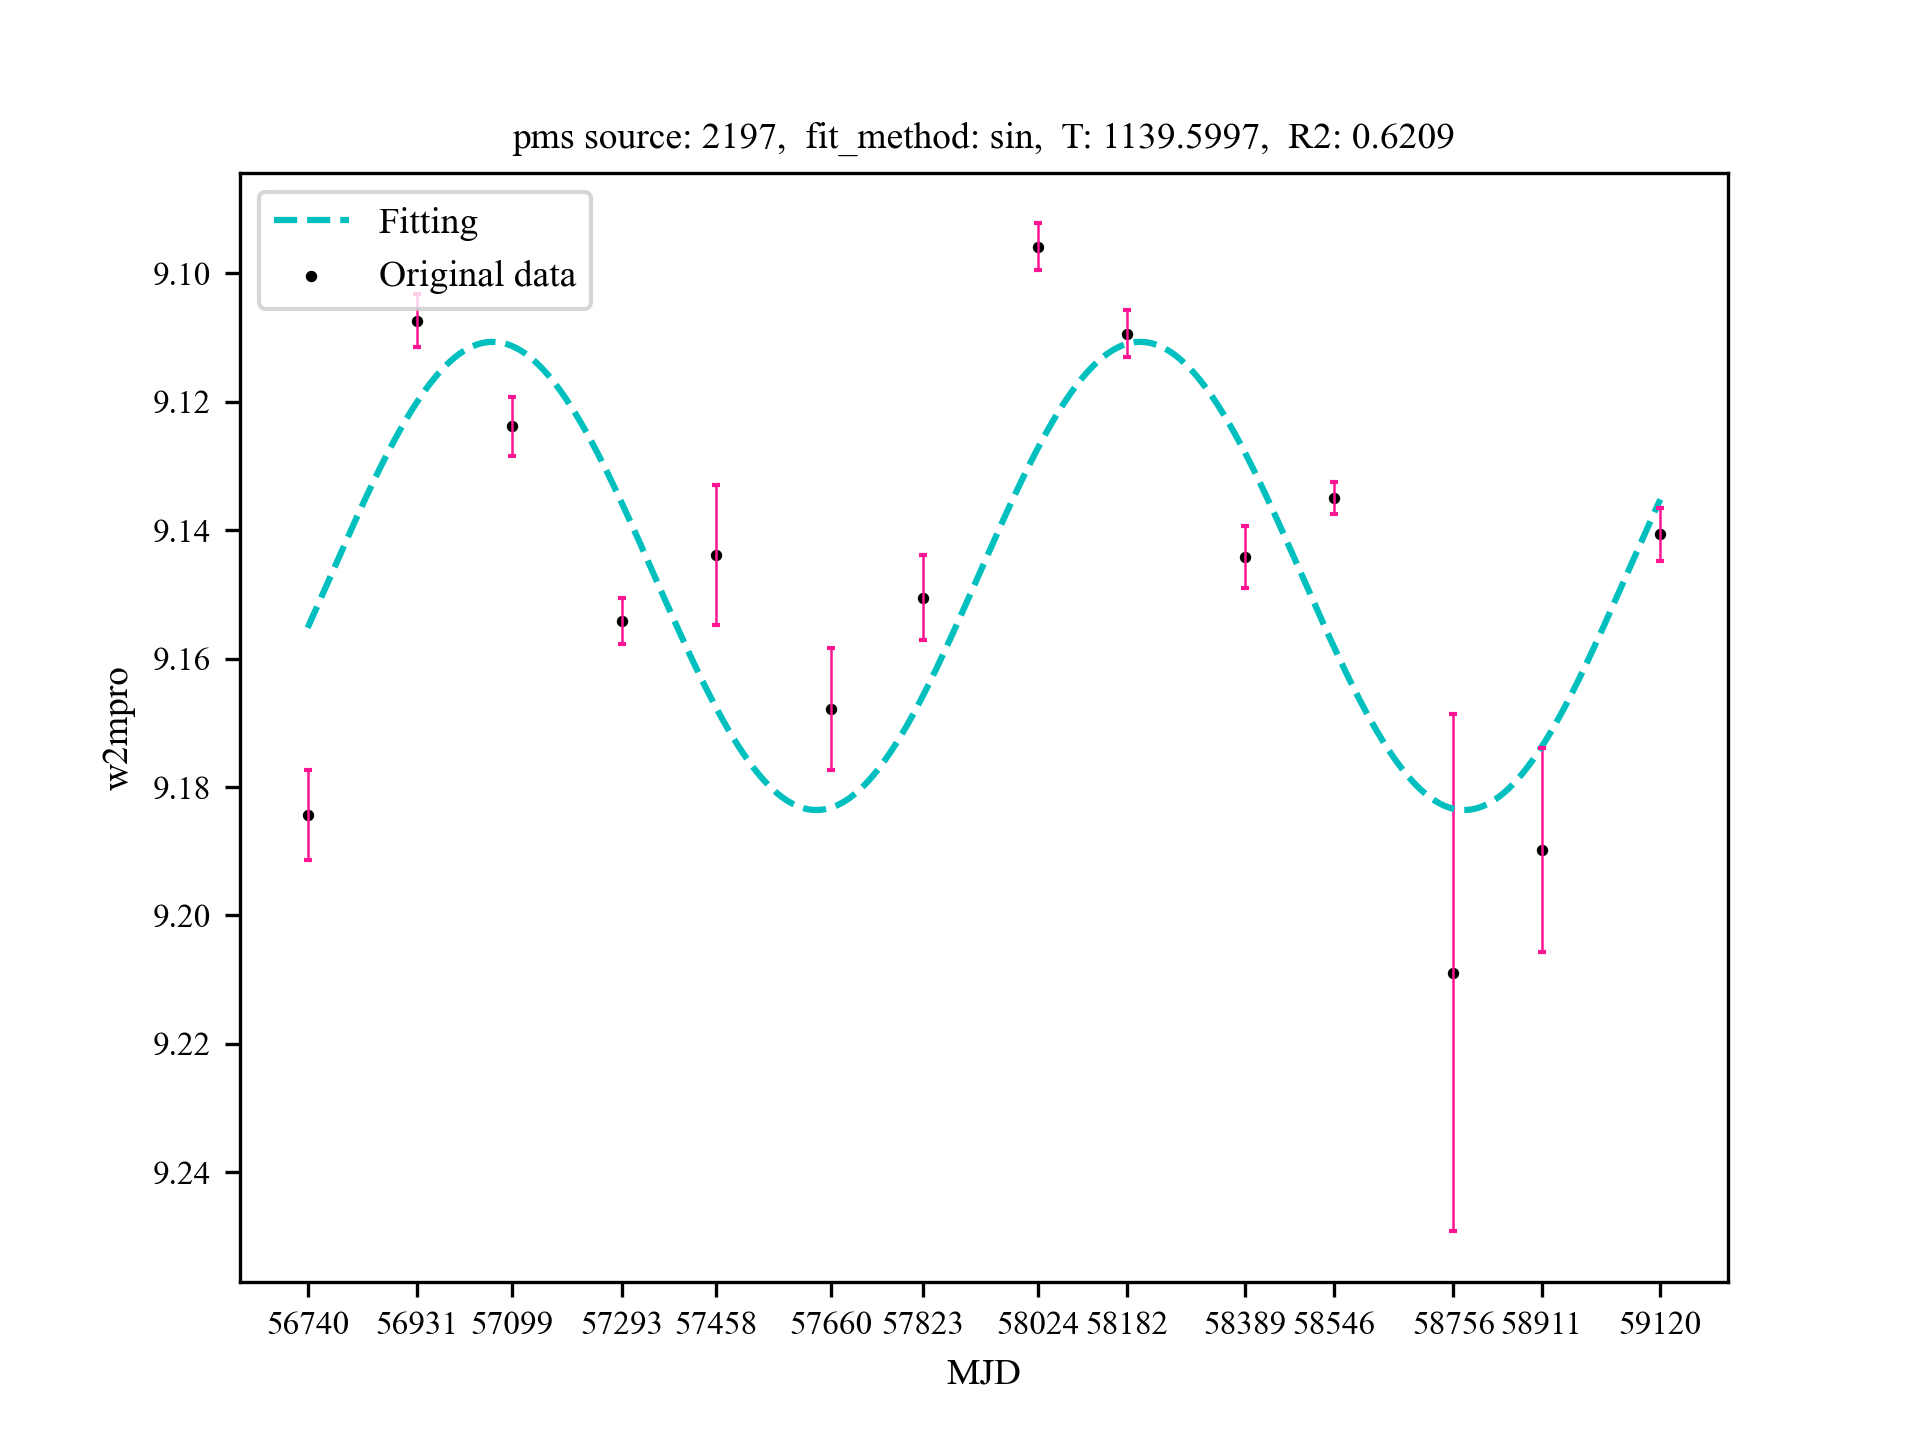 pms source: 2197, fit_method: sin, T: 1139.5997, R2: 0.6209
Fitting
Original data
9.10
9.12
9.14
9.16
9.18
9.20
9.22
9.24
w2mpro
56740 56931 57099 57293 57458 57660 57823 58024 58182 58389 58546 58756 58911 59120
MJD